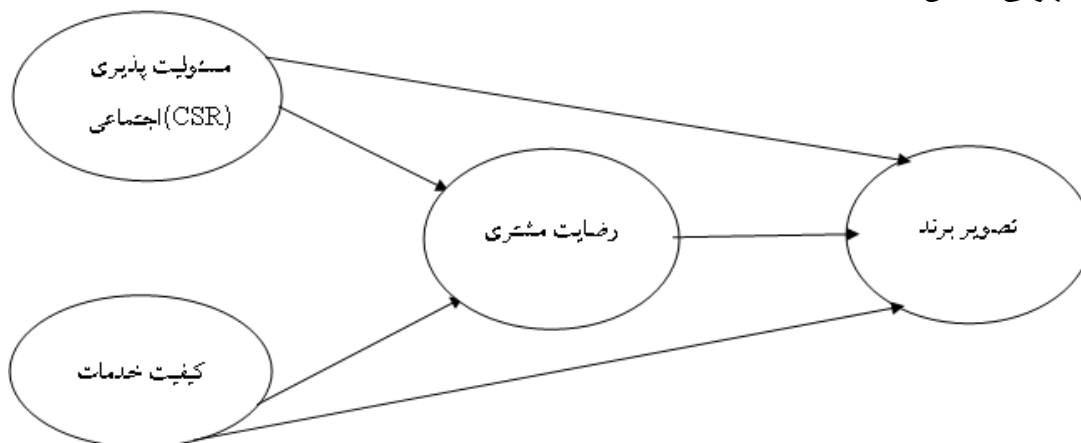 مسئولیت پذیری
اجتماعی(CSR)
رضایت مشتری
تصویر برند
کیفیت خدمات